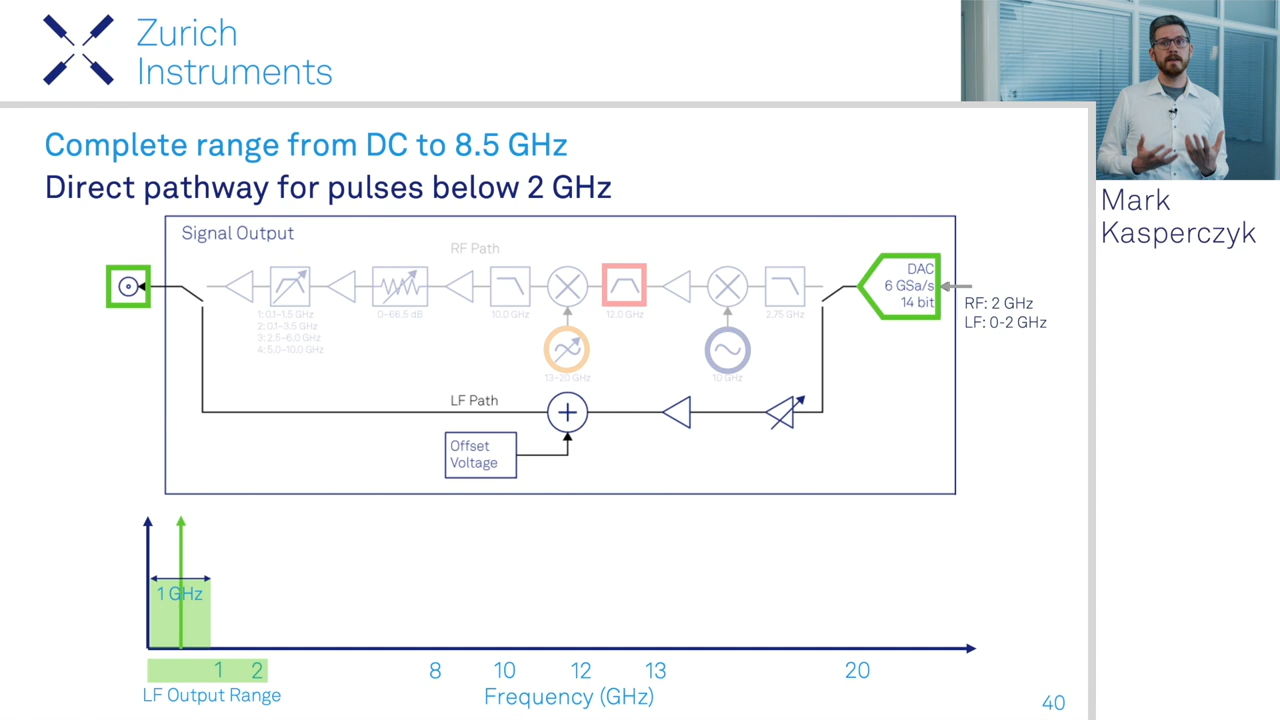 Zurich
Instruments
Complete range from DC to 8.5 GHz
Direct pathway for pulses below 2 GHz
Mark
Kasperczyk
Signal Output
RF Path
DAC
6 GSa/s
14 bit
RF: 2 GHz
LF: 0-2 GHz
1: 0.1-1.5 GHz
2: 0.1-3.5 GHz
3: 2.5-6.0 GHz
4: 5.0-10.0 GHz
0-66.5 dB
10.0 GHz
12.0 GHz
2.75 GHz
13-20 GHz
10 GHz
LF Path
Offset
Voltage
1 GHz
1 2 8 10 12 13 20
LF Output Range
Frequency (GHz)
40